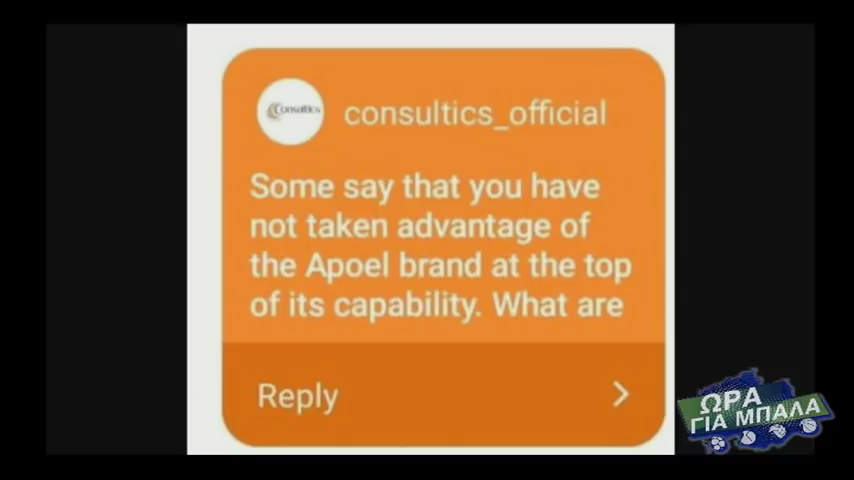 Consultics
consultics_official
Some say that you have
not taken advantage of
the Apoel brand at the top
of its capability. What are
Reply
ΩΡΑ
ΓΙΑ ΜΠΑΛΑ